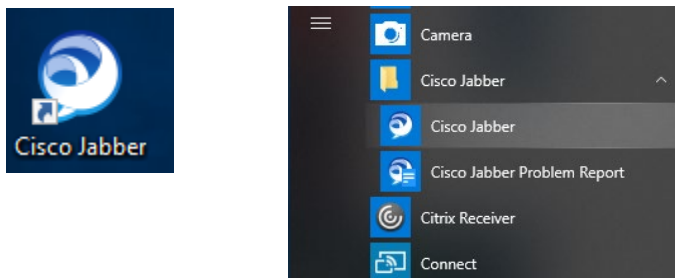 Cisco Jabber
Camera
Cisco Jabber
Cisco Jabber
Cisco Jabber Problem Report
Citrix Receiver
Connect